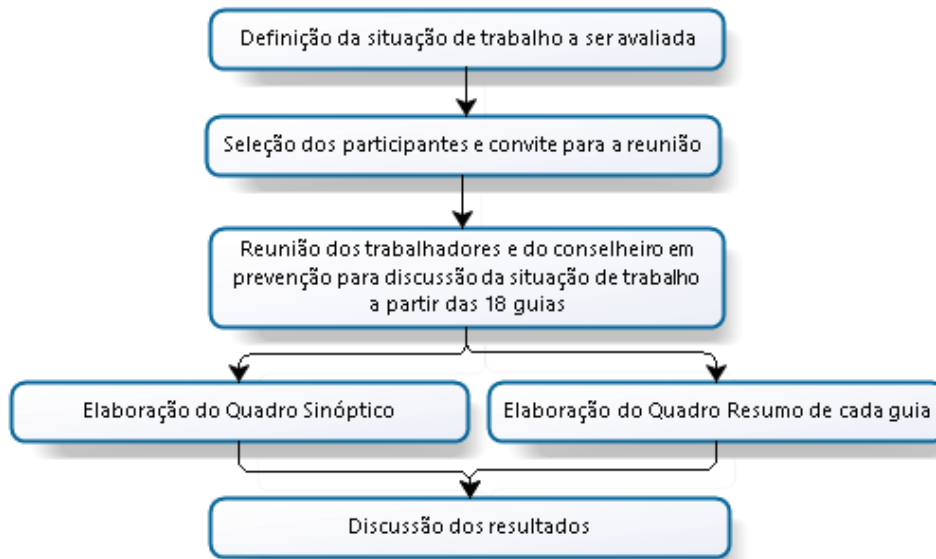 Definição da situação de trabalho a ser avaliada
Seleção dos participantes e convite para a reunião
Reunião dos trabalhadores e do conselheiro em
prevenção para discussão da situação de trabalho
a partir das 18 guias
Elaboração do Quadro Sinóptico
Elaboração do Quadro Resumo de cada guia
Discussão dos resultados